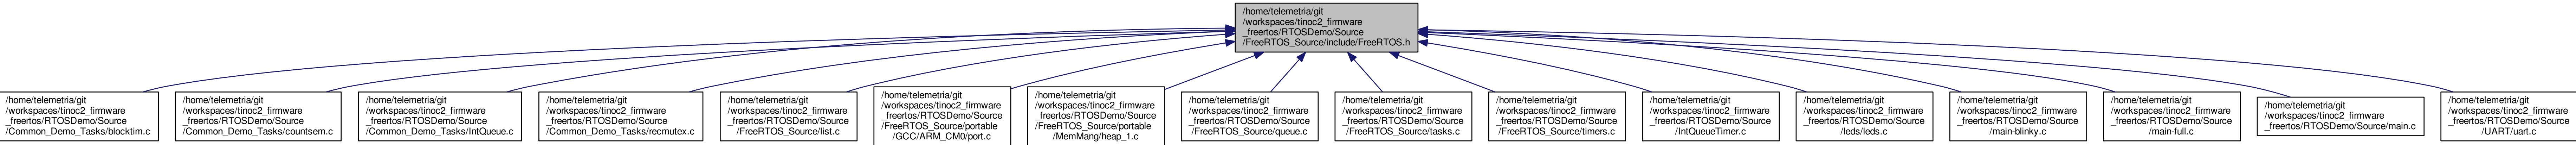 /home/telemetria/git
/workspaces/tinoc2_firmware
_freertos/RTOSDemo/Source
/FreeRTOS_Source/include/FreeRTOS.h
/home/telemetria/git
/workspaces/tinoc2_firmware
_freertos/RTOSDemo/Source
/Common_Demo_Tasks/blocktim.c
/home/telemetria/git
/workspaces/tinoc2_firmware
_freertos/RTOSDemo/Source
/Common_Demo_Tasks/countsem.c
/home/telemetria/git
/workspaces/tinoc2_firmware
_freertos/RTOSDemo/Source
/Common_Demo_Tasks/IntQueue.c
/home/telemetria/git
/workspaces/tinoc2_firmware
_freertos/RTOSDemo/Source
/Common_Demo_Tasks/recmutex.c
/home/telemetria/git
/workspaces/tinoc2_firmware
_freertos/RTOSDemo/Source
/FreeRTOS_Source/list.c
/home/telemetria/git
/workspaces/tinoc2_firmware
_freertos/RTOSDemo/Source
/FreeRTOS_Source/portable
/GCC/ARM_CM0/port.c
/home/telemetria/git
/workspaces/tinoc2_firmware
_freertos/RTOSDemo/Source
/FreeRTOS_Source/portable
/MemMang/heap_1.c
/home/telemetria/git
/workspaces/tinoc2_firmware
_freertos/RTOSDemo/Source
/FreeRTOS_Source/queue.c
/home/telemetria/git
/workspaces/tinoc2_firmware
_freertos/RTOSDemo/Source
/FreeRTOS_Source/tasks.c
/home/telemetria/git
/workspaces/tinoc2_firmware
_freertos/RTOSDemo/Source
/FreeRTOS_Source/timers.c
/home/telemetria/git
/workspaces/tinoc2_firmware
_freertos/RTOSDemo/Source
/IntQueueTimer.c
/home/telemetria/git
/workspaces/tinoc2_firmware
_freertos/RTOSDemo/Source
/leds/leds.c
/home/telemetria/git
/workspaces/tinoc2_firmware
_freertos/RTOSDemo/Source
/main-blinky.c
/home/telemetria/git
/workspaces/tinoc2_firmware
_freertos/RTOSDemo/Source
/main-full.c
/home/telemetria/git
/workspaces/tinoc2_firmware
_freertos/RTOSDemo/Source/main.c
/home/telemetria/git
/workspaces/tinoc2_firmware
_freertos/RTOSDemo/Source
/UART/uart.c